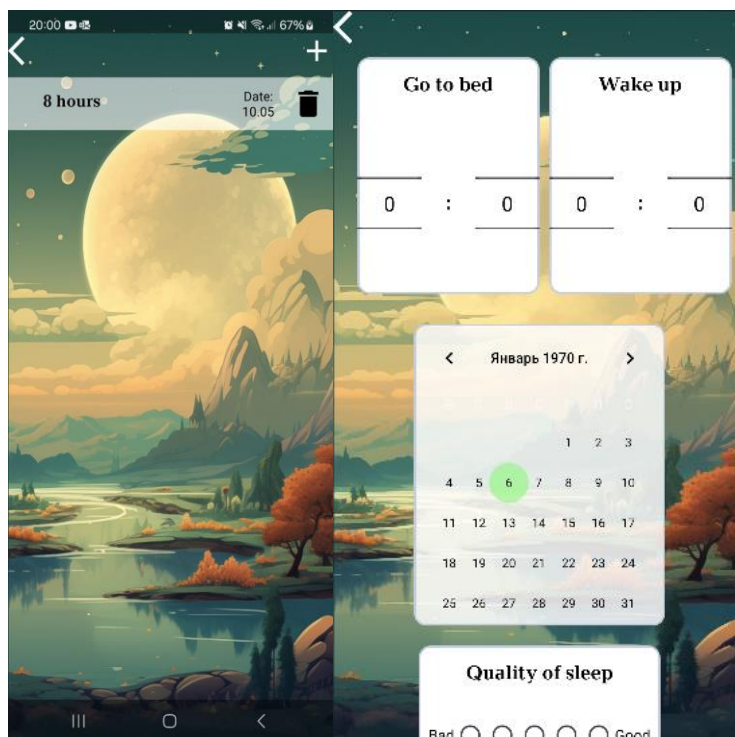 20:00 67%
8 hours
Date:
10.05
Go to bed
0 : 0
Wake up
0 : 0
Январь 1970 г.
1 2 3
4 5 6 7 8 9 10
11 12 13 14 15 16 17
18 19 20 21 22 23 24
25 26 27 28 29 30 31
Quality of sleep
Bad Good